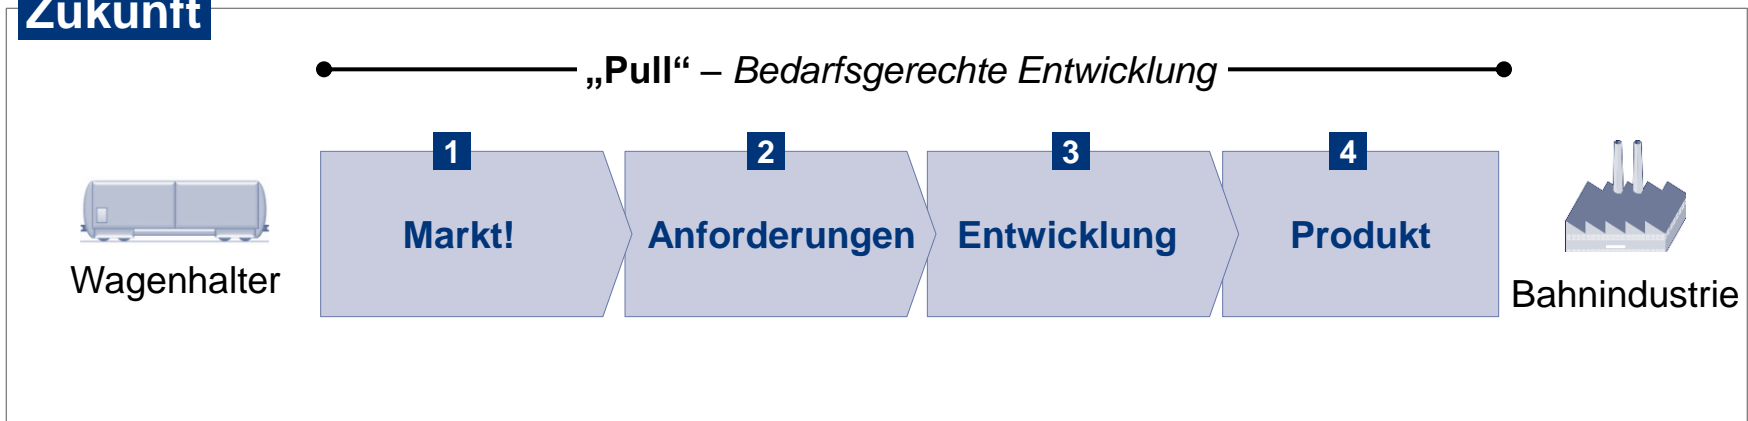 Zukunft
„Pull“ – Bedarfsgerechte Entwicklung
1
2
3
4
Markt!
Anforderungen
Entwicklung
Produkt
Wagenhalter
Bahnindustrie